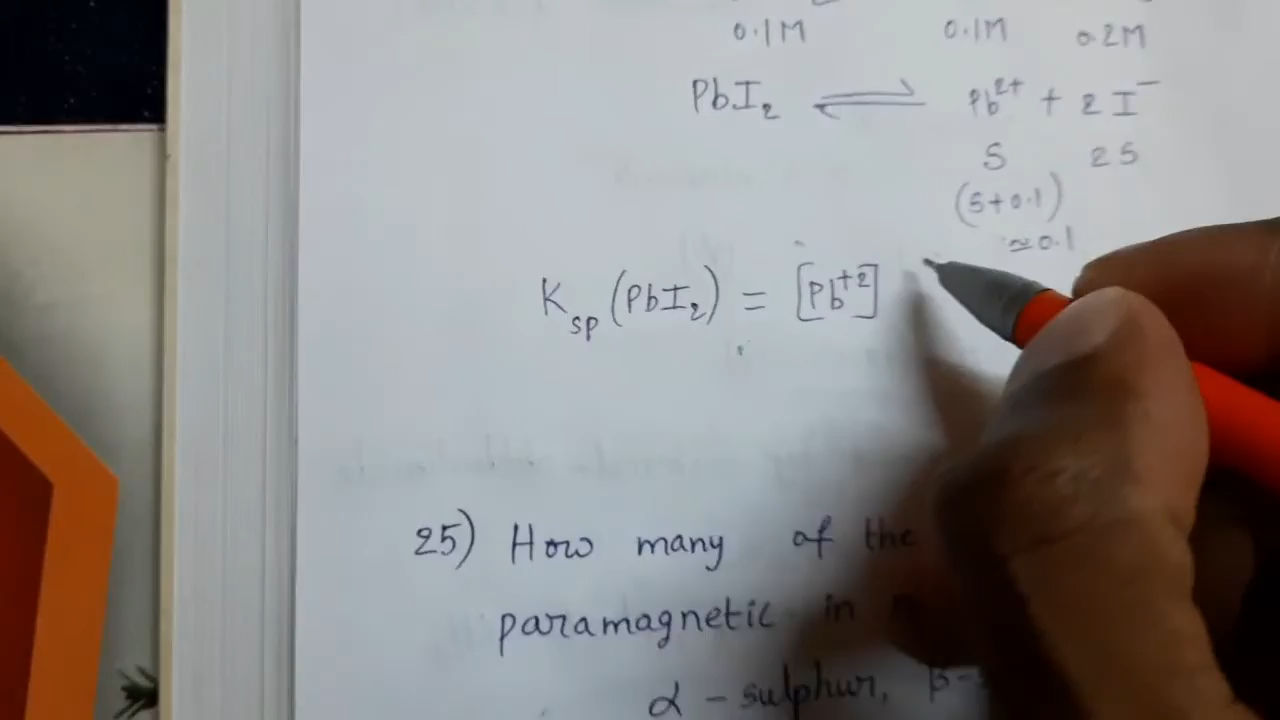 0.1M 0.1M 0.2M
PbI₂ ⇌ Pb²⁺ + 2I⁻
S 2S
(S+0.1)
≈0.1
Ksp (PbI₂) = [Pb⁺²]
25) How many of the
paramagnetic in
α - sulphur, β-